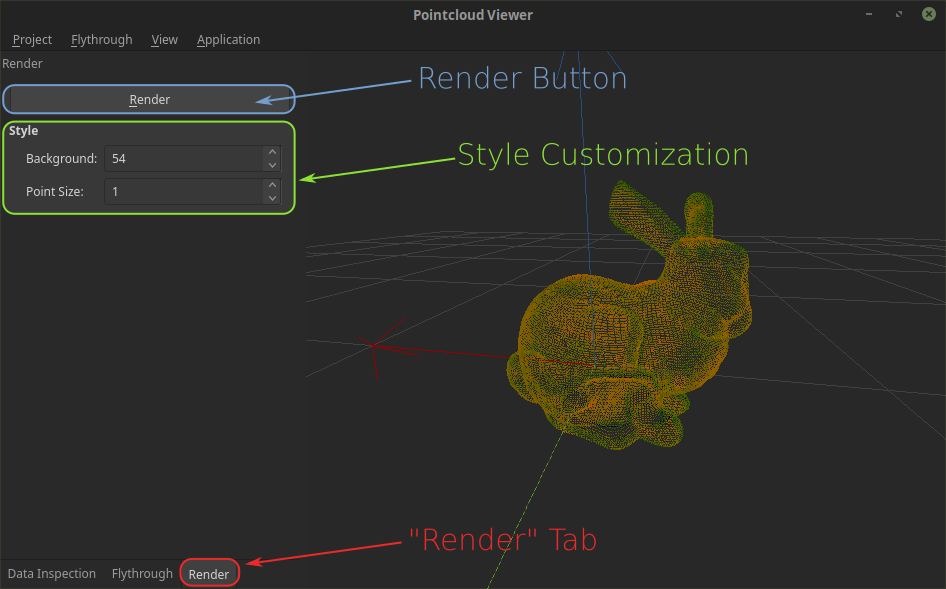 Pointcloud Viewer
Project Flythrough View Application
Render
Render Button
Render
Style
Style Customization
Background: 54
Point Size: 1
"Render" Tab
Data Inspection Flythrough Render